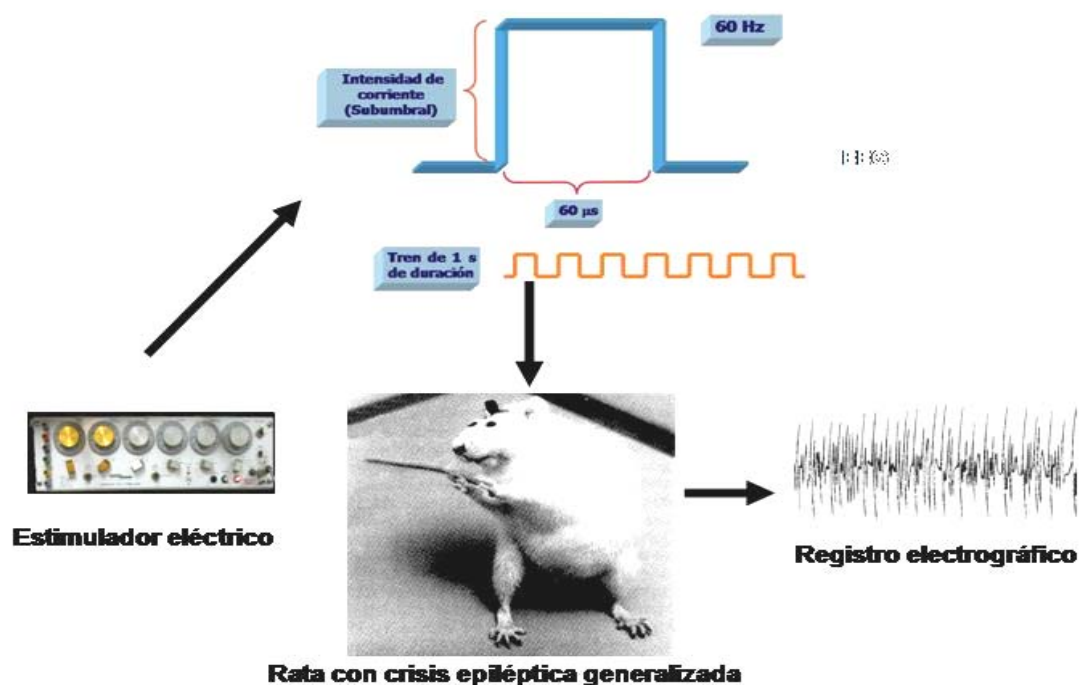 60 Hz
Intensidad de
corriente
(Subumbral)
60 µs
Tren de 1 s
de duración
Estimulador eléctrico
Registro electrográfico
Rata con crisis epiléptica generalizada